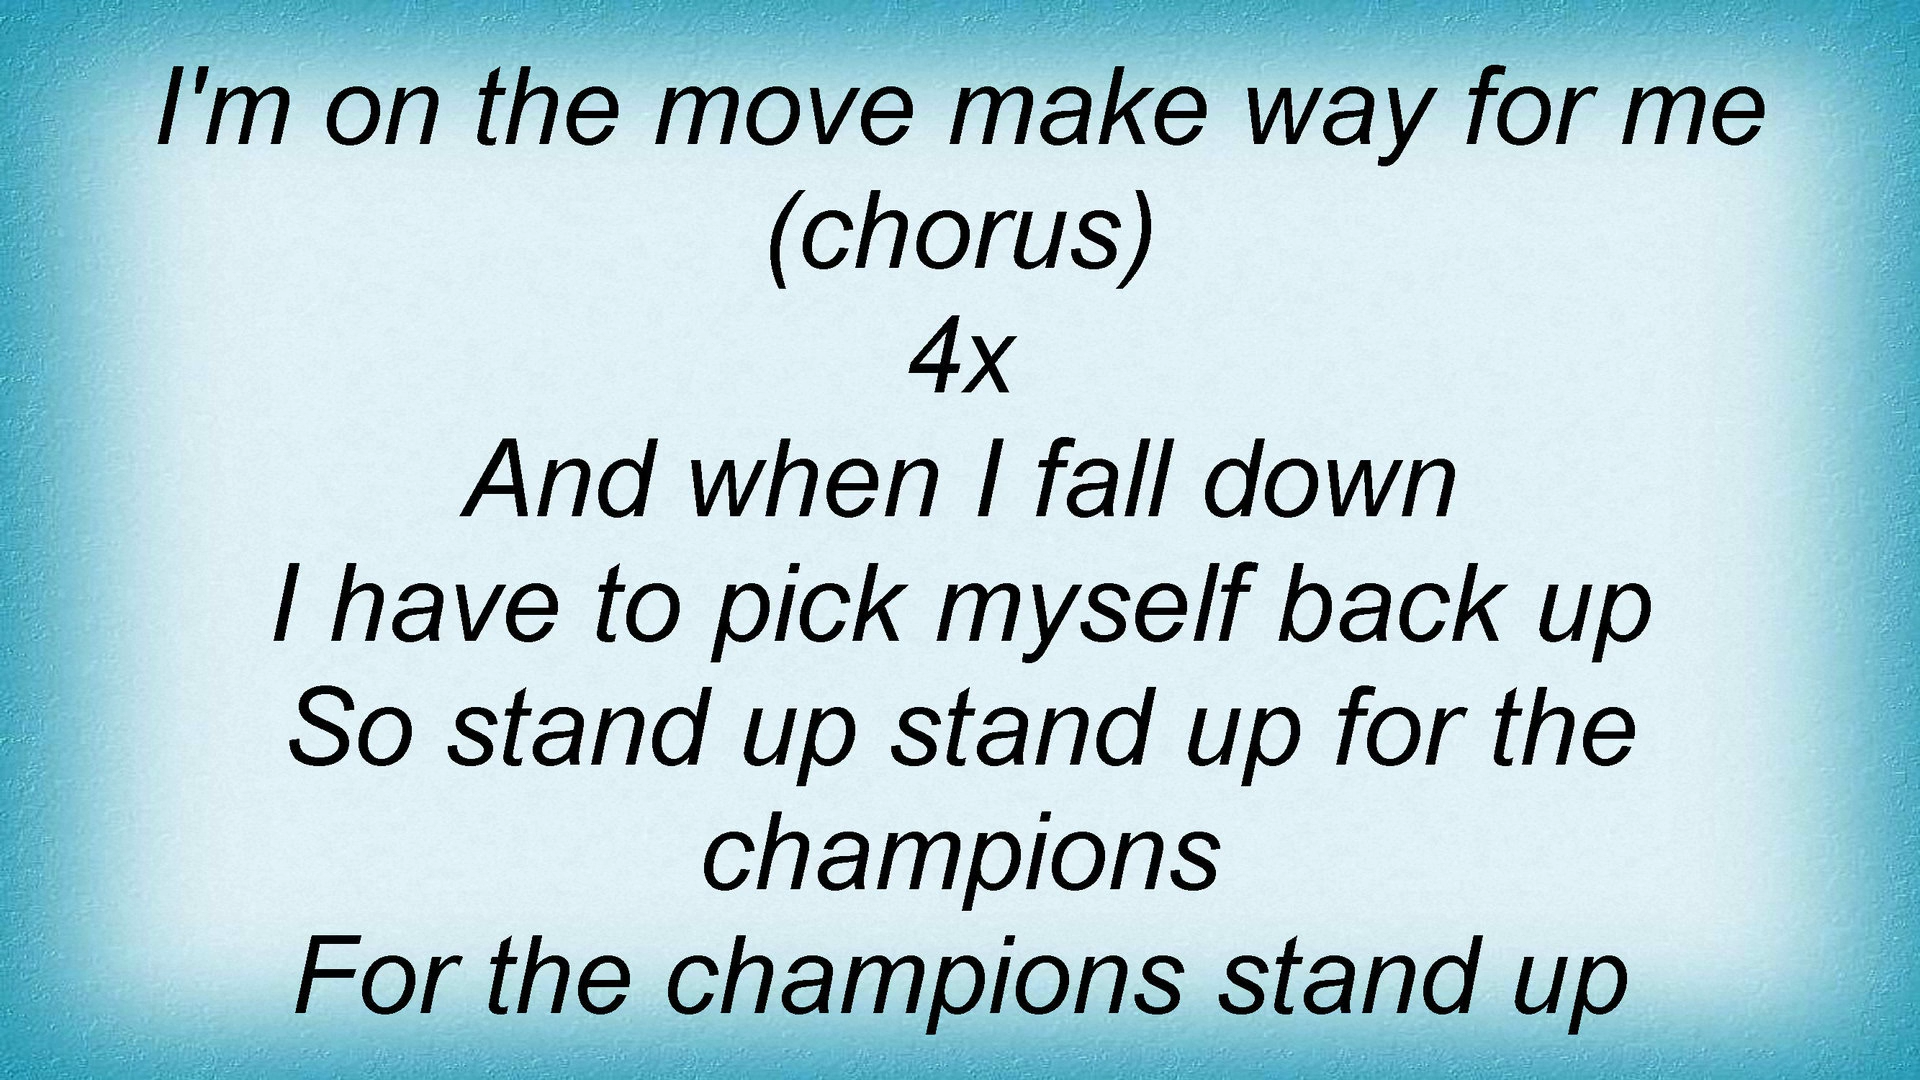 I'm on the move make way for me
(chorus)
4x
And when I fall down
I have to pick myself back up
So stand up stand up for the
champions
For the champions stand up